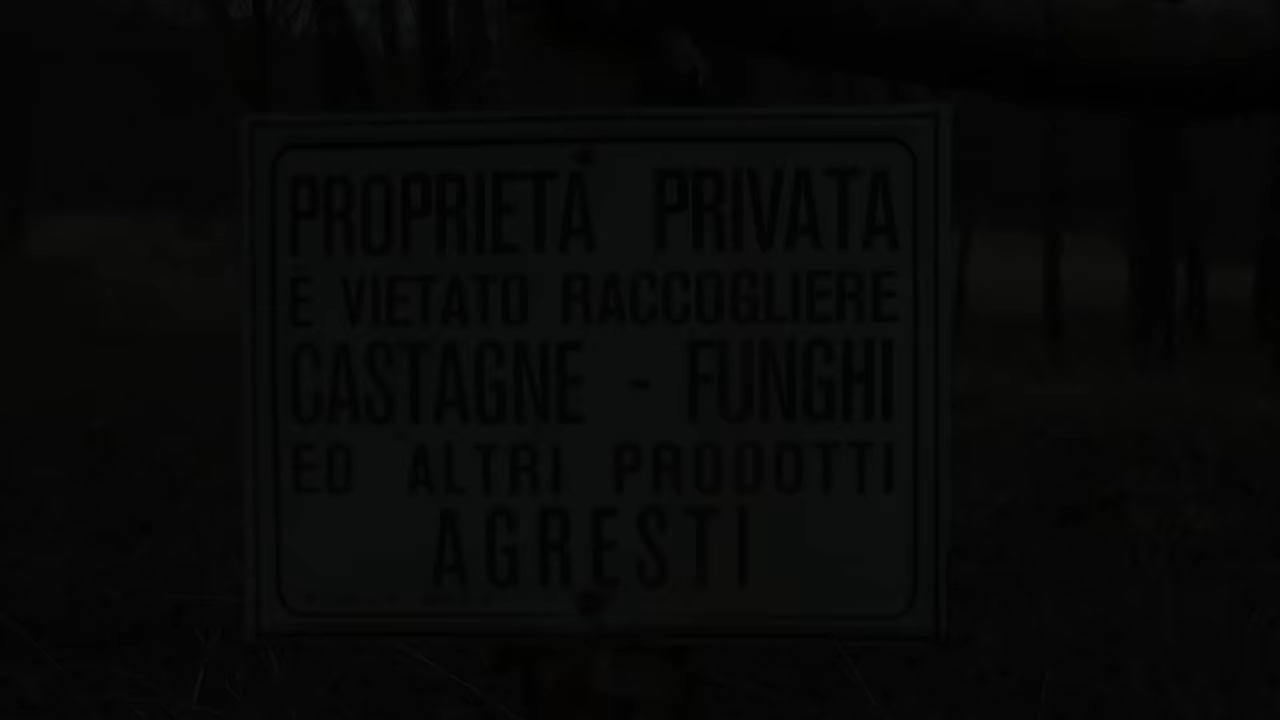 PROPRIETÀ PRIVATA
È VIETATO RACCOGLIERE
CASTAGNE - FUNGHI
ED ALTRI PRODOTTI
AGRESTI